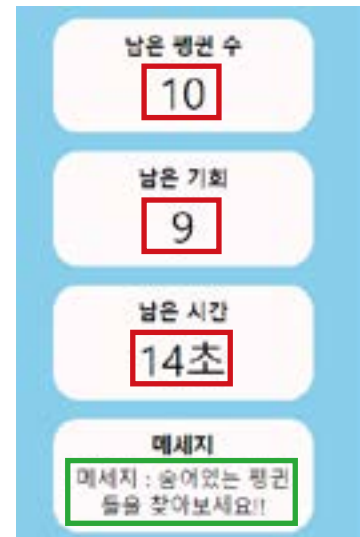 남은 펭귄 수
10
남은 기회
9
남은 시간
14초
메세지
메세지 : 숨어있는 펭귄
들을 찾아보세요!!